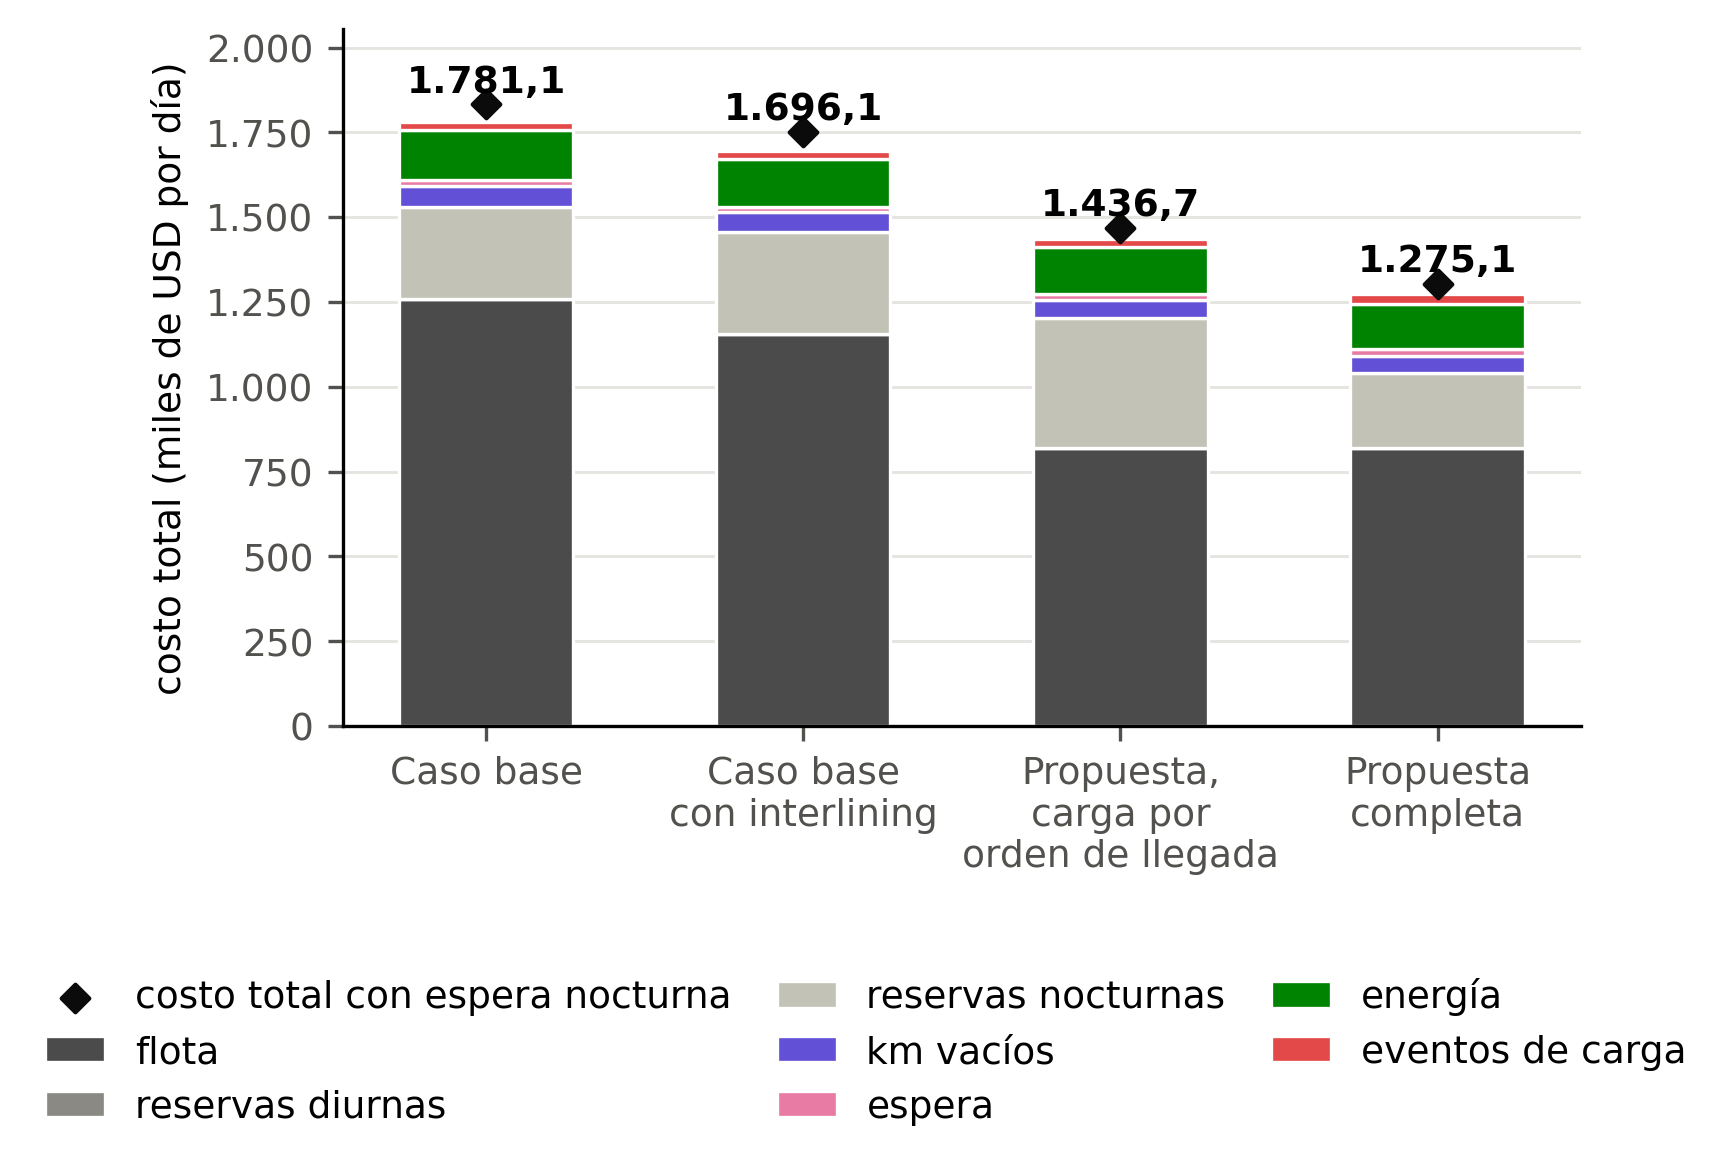 costo total (miles de USD por día)
2.000
1.750
1.500
1.250
1.000
750
500
250
0
1.781,1
1.696,1
1.436,7
1.275,1
Caso base
Caso base
con interlining
Propuesta,
carga por
orden de llegada
Propuesta
completa
costo total con espera nocturna
flota
reservas diurnas
reservas nocturnas
km vacíos
espera
energía
eventos de carga